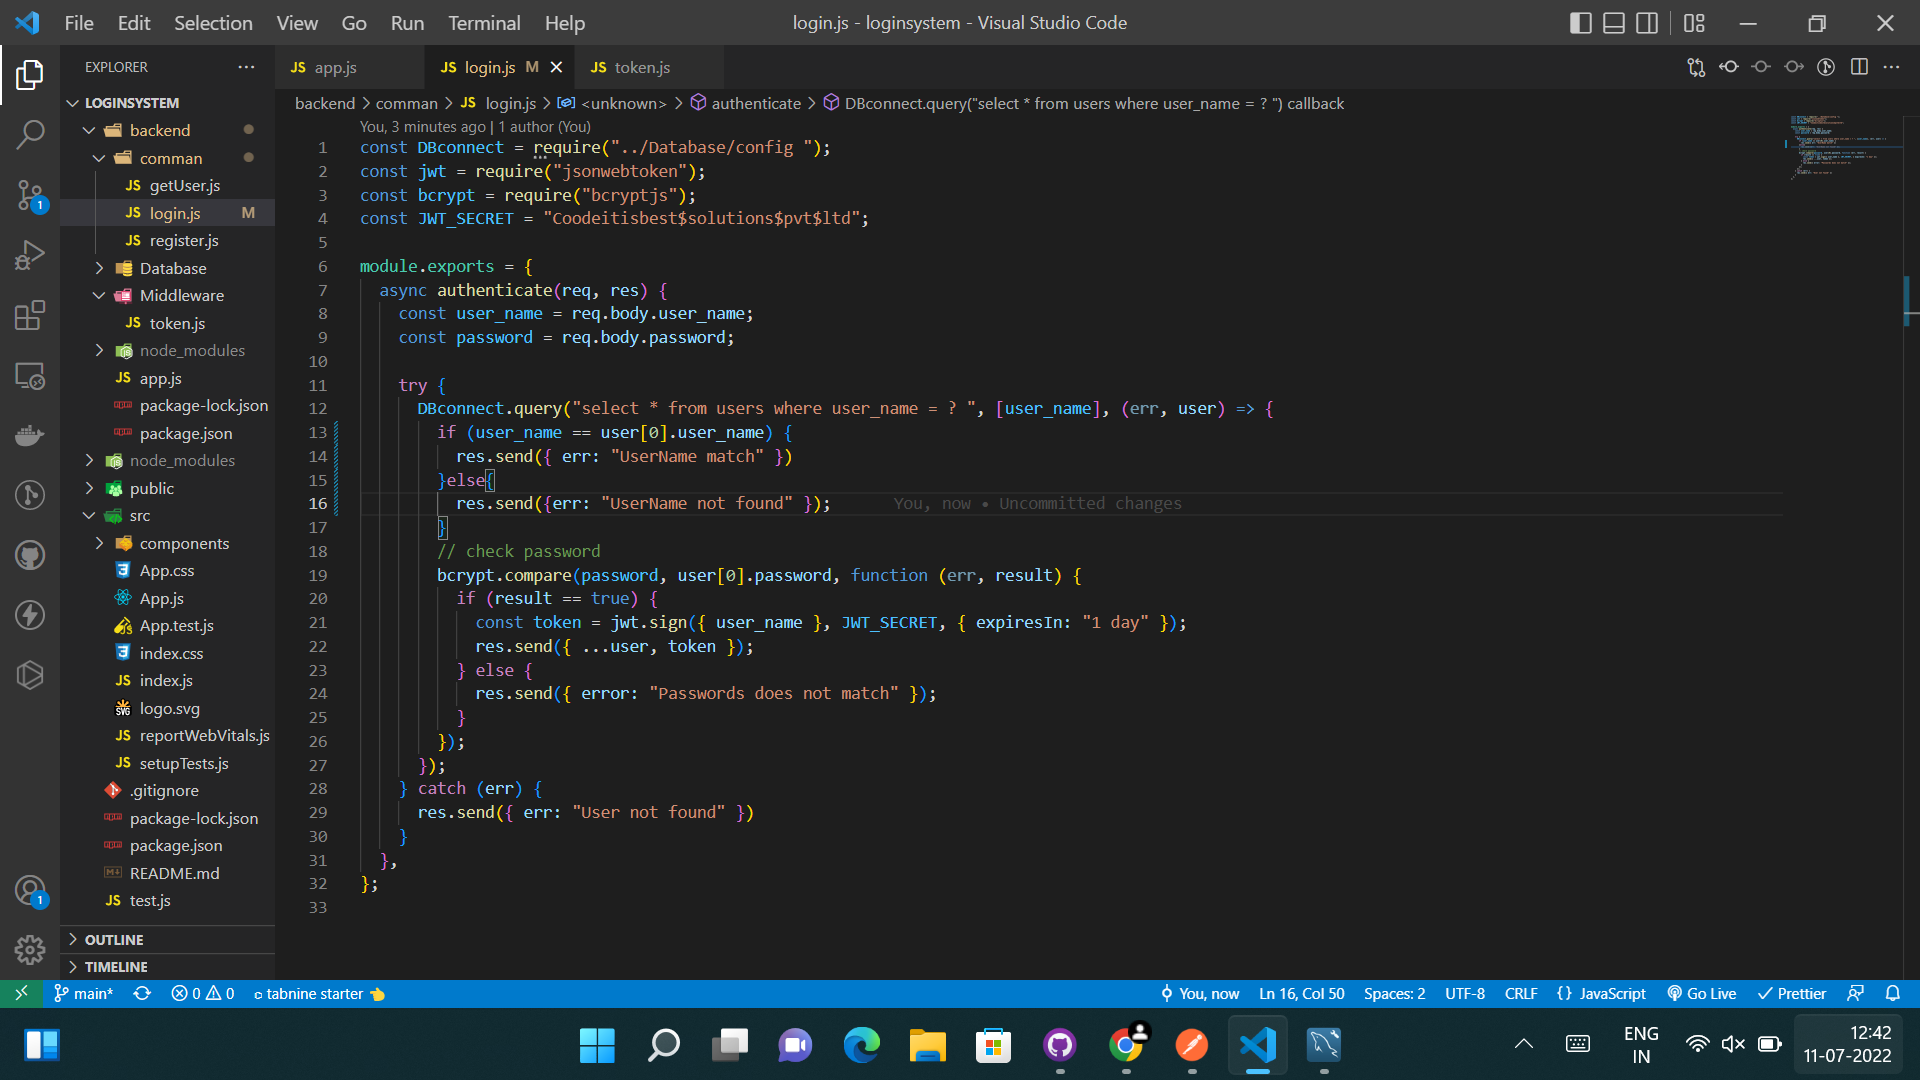 File Edit Selection View Go Run Terminal Help
login.js - loginsystem - Visual Studio Code
EXPLORER
LOGINSYSTEM
backend
comman
JS getUser.js
JS login.js M
JS register.js
Database
Middleware
JS token.js
node_modules
JS app.js
package-lock.json
package.json
node_modules
public
src
components
App.css
App.js
App.test.js
index.css
JS index.js
logo.svg
JS reportWebVitals.js
JS setupTests.js
.gitignore
package-lock.json
package.json
README.md
JS test.js
OUTLINE
TIMELINE
JS app.js JS login.js M JS token.js
backend > comman > JS login.js > <unknown> > authenticate > DBconnect.query("select * from users where user_name = ? ") callback
You, 3 minutes ago | 1 author (You)
1 const DBconnect = require("../Database/config ");
2 const jwt = require("jsonwebtoken");
3 const bcrypt = require("bcryptjs");
4 const JWT_SECRET = "Coodeitisbest$solutions$pvt$ltd";
5
6 module.exports = {
7 async authenticate(req, res) {
8 const user_name = req.body.user_name;
9 const password = req.body.password;
10
11 try {
12 DBconnect.query("select * from users where user_name = ? ", [user_name], (err, user) => {
13 if (user_name == user[0].user_name) {
14 res.send({ err: "UserName match" })
15 }else{
16 res.send({err: "UserName not found" }); You, now • Uncommitted changes
17 }
18 // check password
19 bcrypt.compare(password, user[0].password, function (err, result) {
20 if (result == true) {
21 const token = jwt.sign({ user_name }, JWT_SECRET, { expiresIn: "1 day" });
22 res.send({ ...user, token });
23 } else {
24 res.send({ error: "Passwords does not match" });
25 }
26 });
27 });
28 } catch (err) {
29 res.send({ err: "User not found" })
30 }
31 },
32 };
33
1
1
main* 0 0 tabnine starter
You, now Ln 16, Col 50 Spaces: 2 UTF-8 CRLF {} JavaScript Go Live Prettier
ENG
IN
12:42
11-07-2022